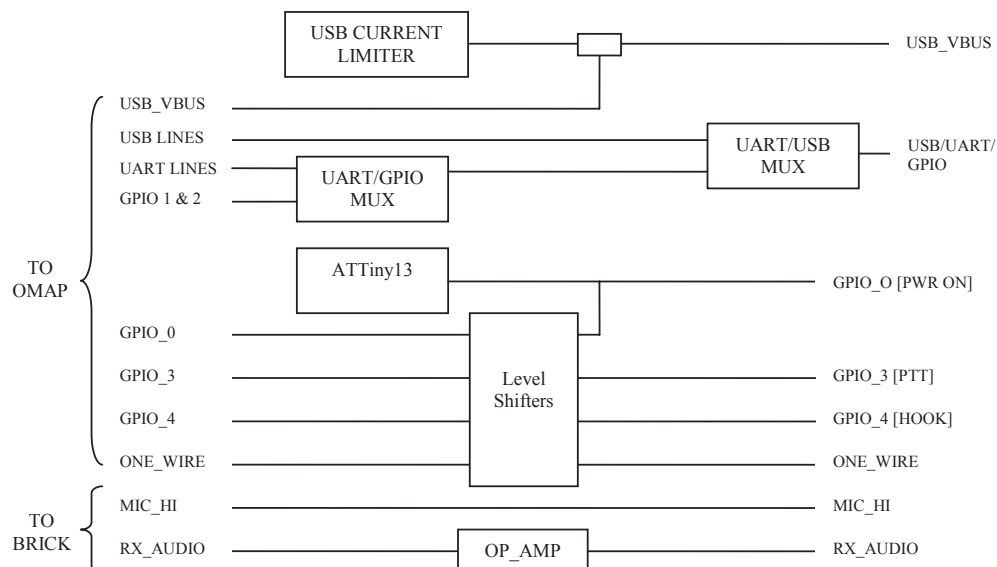 USB CURRENT
LIMITER
USB_VBUS
USB_VBUS
USB LINES
UART/USB
MUX
USB/UART/
GPIO
UART LINES
UART/GPIO
MUX
GPIO 1 & 2
TO
OMAP
ATTiny13
GPIO_O [PWR ON]
GPIO_0
Level
Shifters
GPIO_3
GPIO_3 [PTT]
GPIO_4
GPIO_4 [HOOK]
ONE_WIRE
ONE_WIRE
TO
BRICK
MIC_HI
MIC_HI
RX_AUDIO
OP_AMP
RX_AUDIO